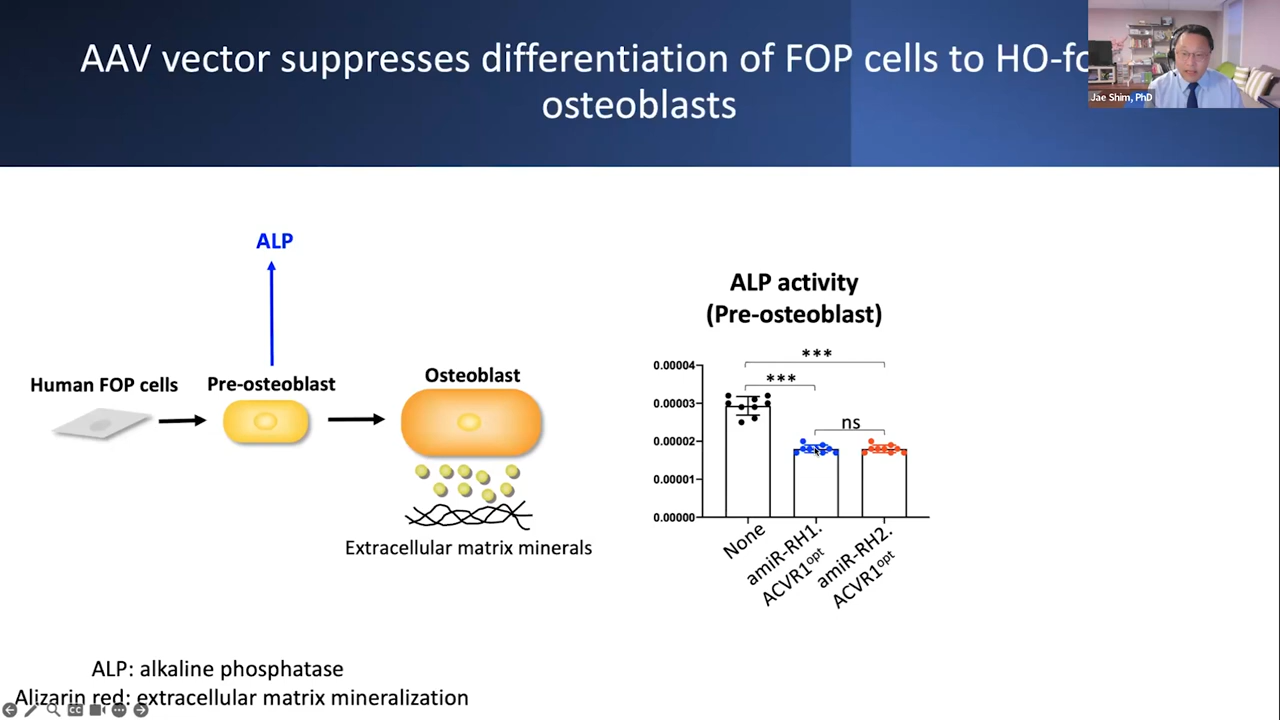 AAV vector suppresses differentiation of FOP cells to HO-fo
osteoblasts
Jae Shim, PhD
ALP
Human FOP cells
Pre-osteoblast
Osteoblast
Extracellular matrix minerals
ALP activity
(Pre-osteoblast)
***
***
ns
0.00004
0.00003
0.00002
0.00001
0.00000
None
amiR-RH1.
ACVR1opt
amiR-RH2.
ACVR1opt
ALP: alkaline phosphatase
Alizarin red: extracellular matrix mineralization
CC